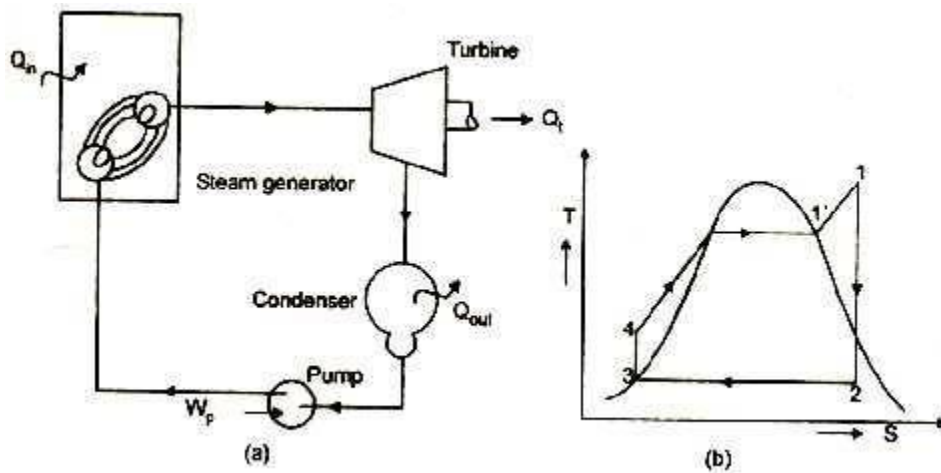 Q_in
Turbine
Q_t
Steam generator
Condenser
Q_out
Pump
W_p
(a)
T
1
1'
4
3
2
S
(b)